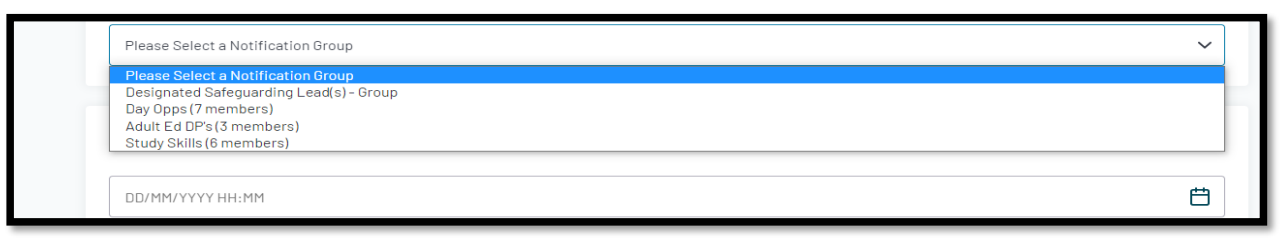 Please Select a Notification Group
Please Select a Notification Group
Designated Safeguarding Lead(s) - Group
Day Opps (7 members)
Adult Ed DP's (3 members)
Study Skills (6 members)
DD/MM/YYYY HH:MM